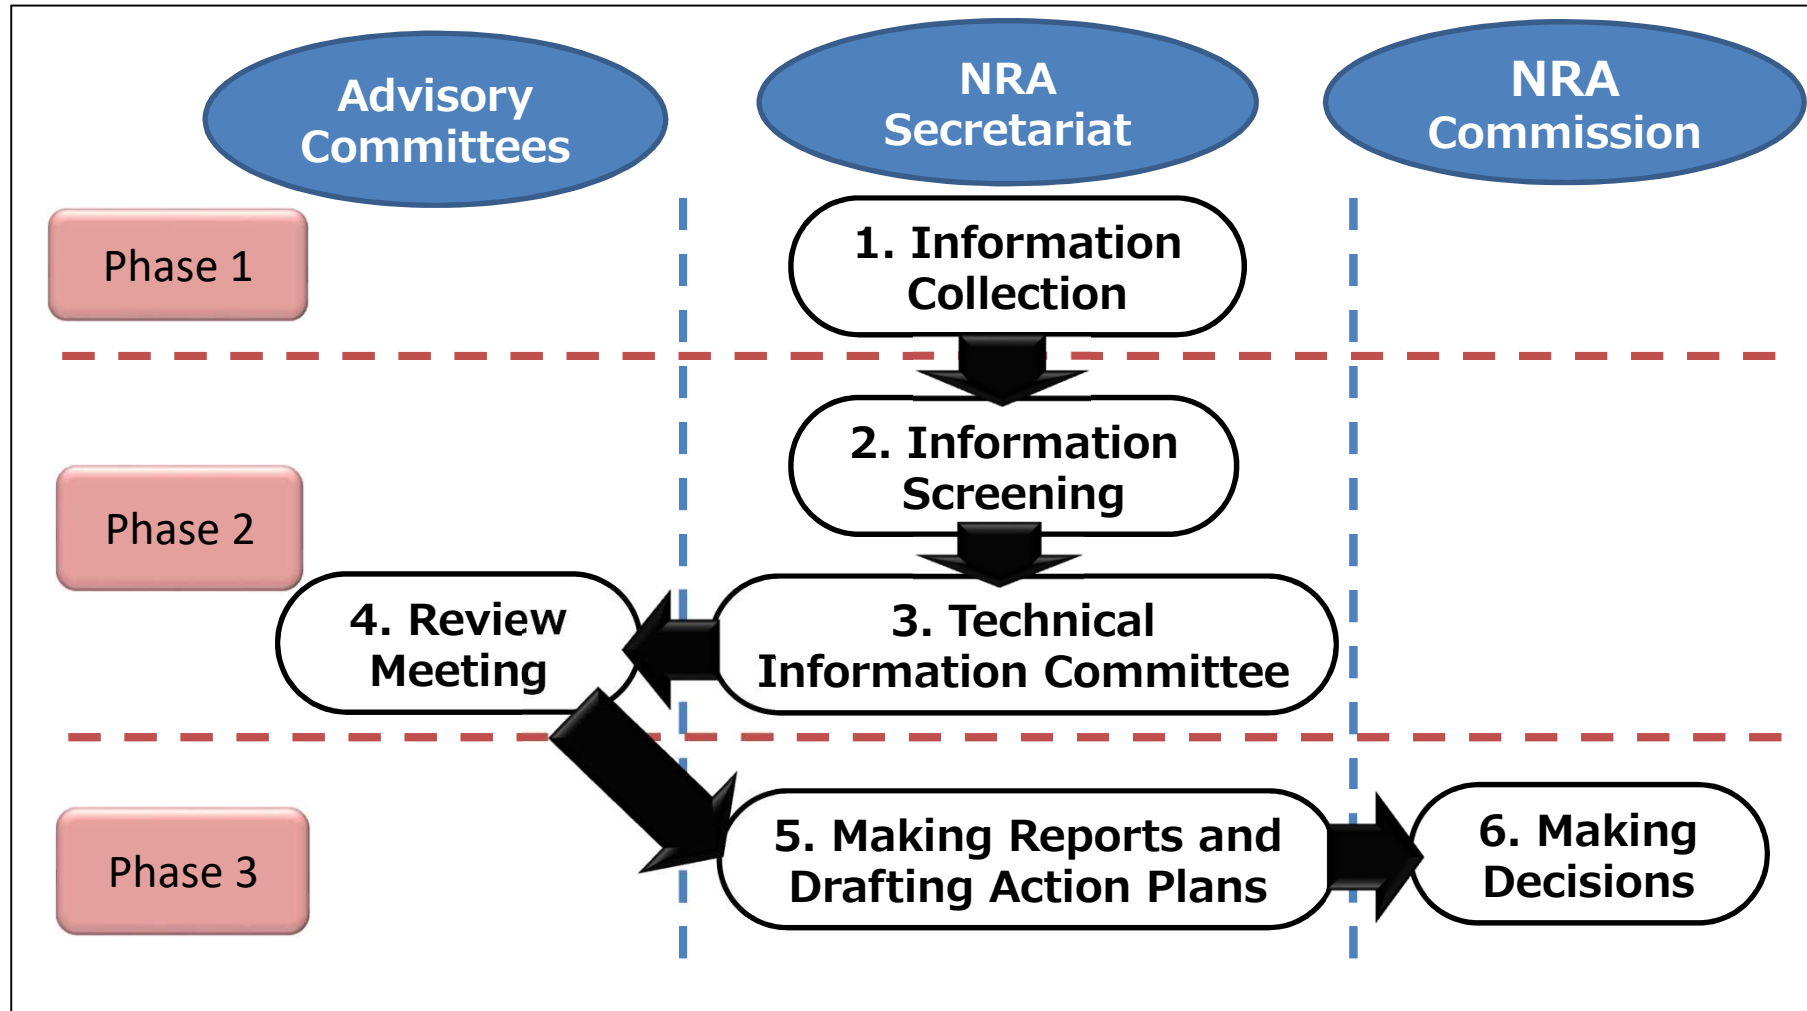 Advisory
Committees
NRA
Secretariat
NRA
Commission
Phase 1
1. Information
Collection
Phase 2
2. Information
Screening
4. Review
Meeting
3. Technical
Information Committee
Phase 3
5. Making Reports and
Drafting Action Plans
6. Making
Decisions